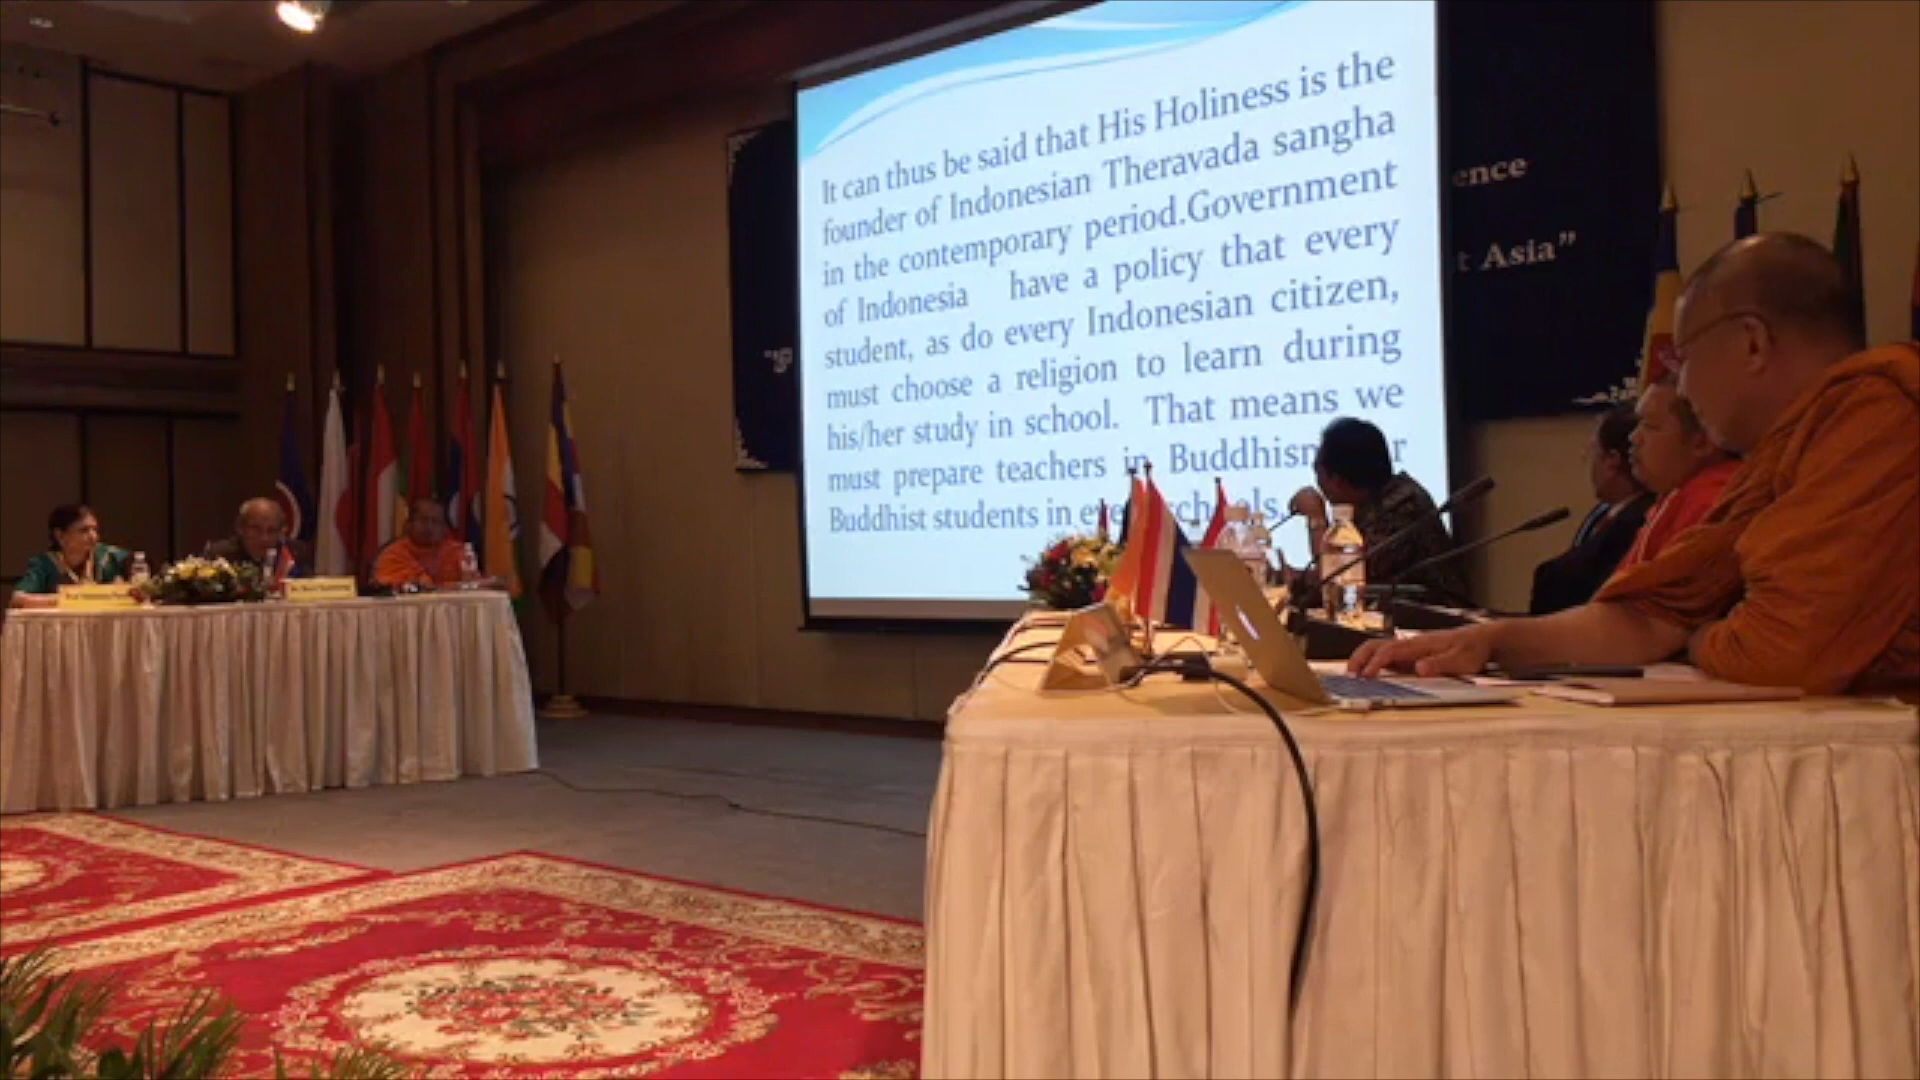 It can thus be said that His Holiness is the
founder of Indonesian Theravada sangha
in the contemporary period.Government
of Indonesia have a policy that every
student, as do every Indonesian citizen,
must choose a religion to learn during
his/her study in school. That means we
must prepare teachers in Buddhism
Buddhist students in
ence
t Asia”